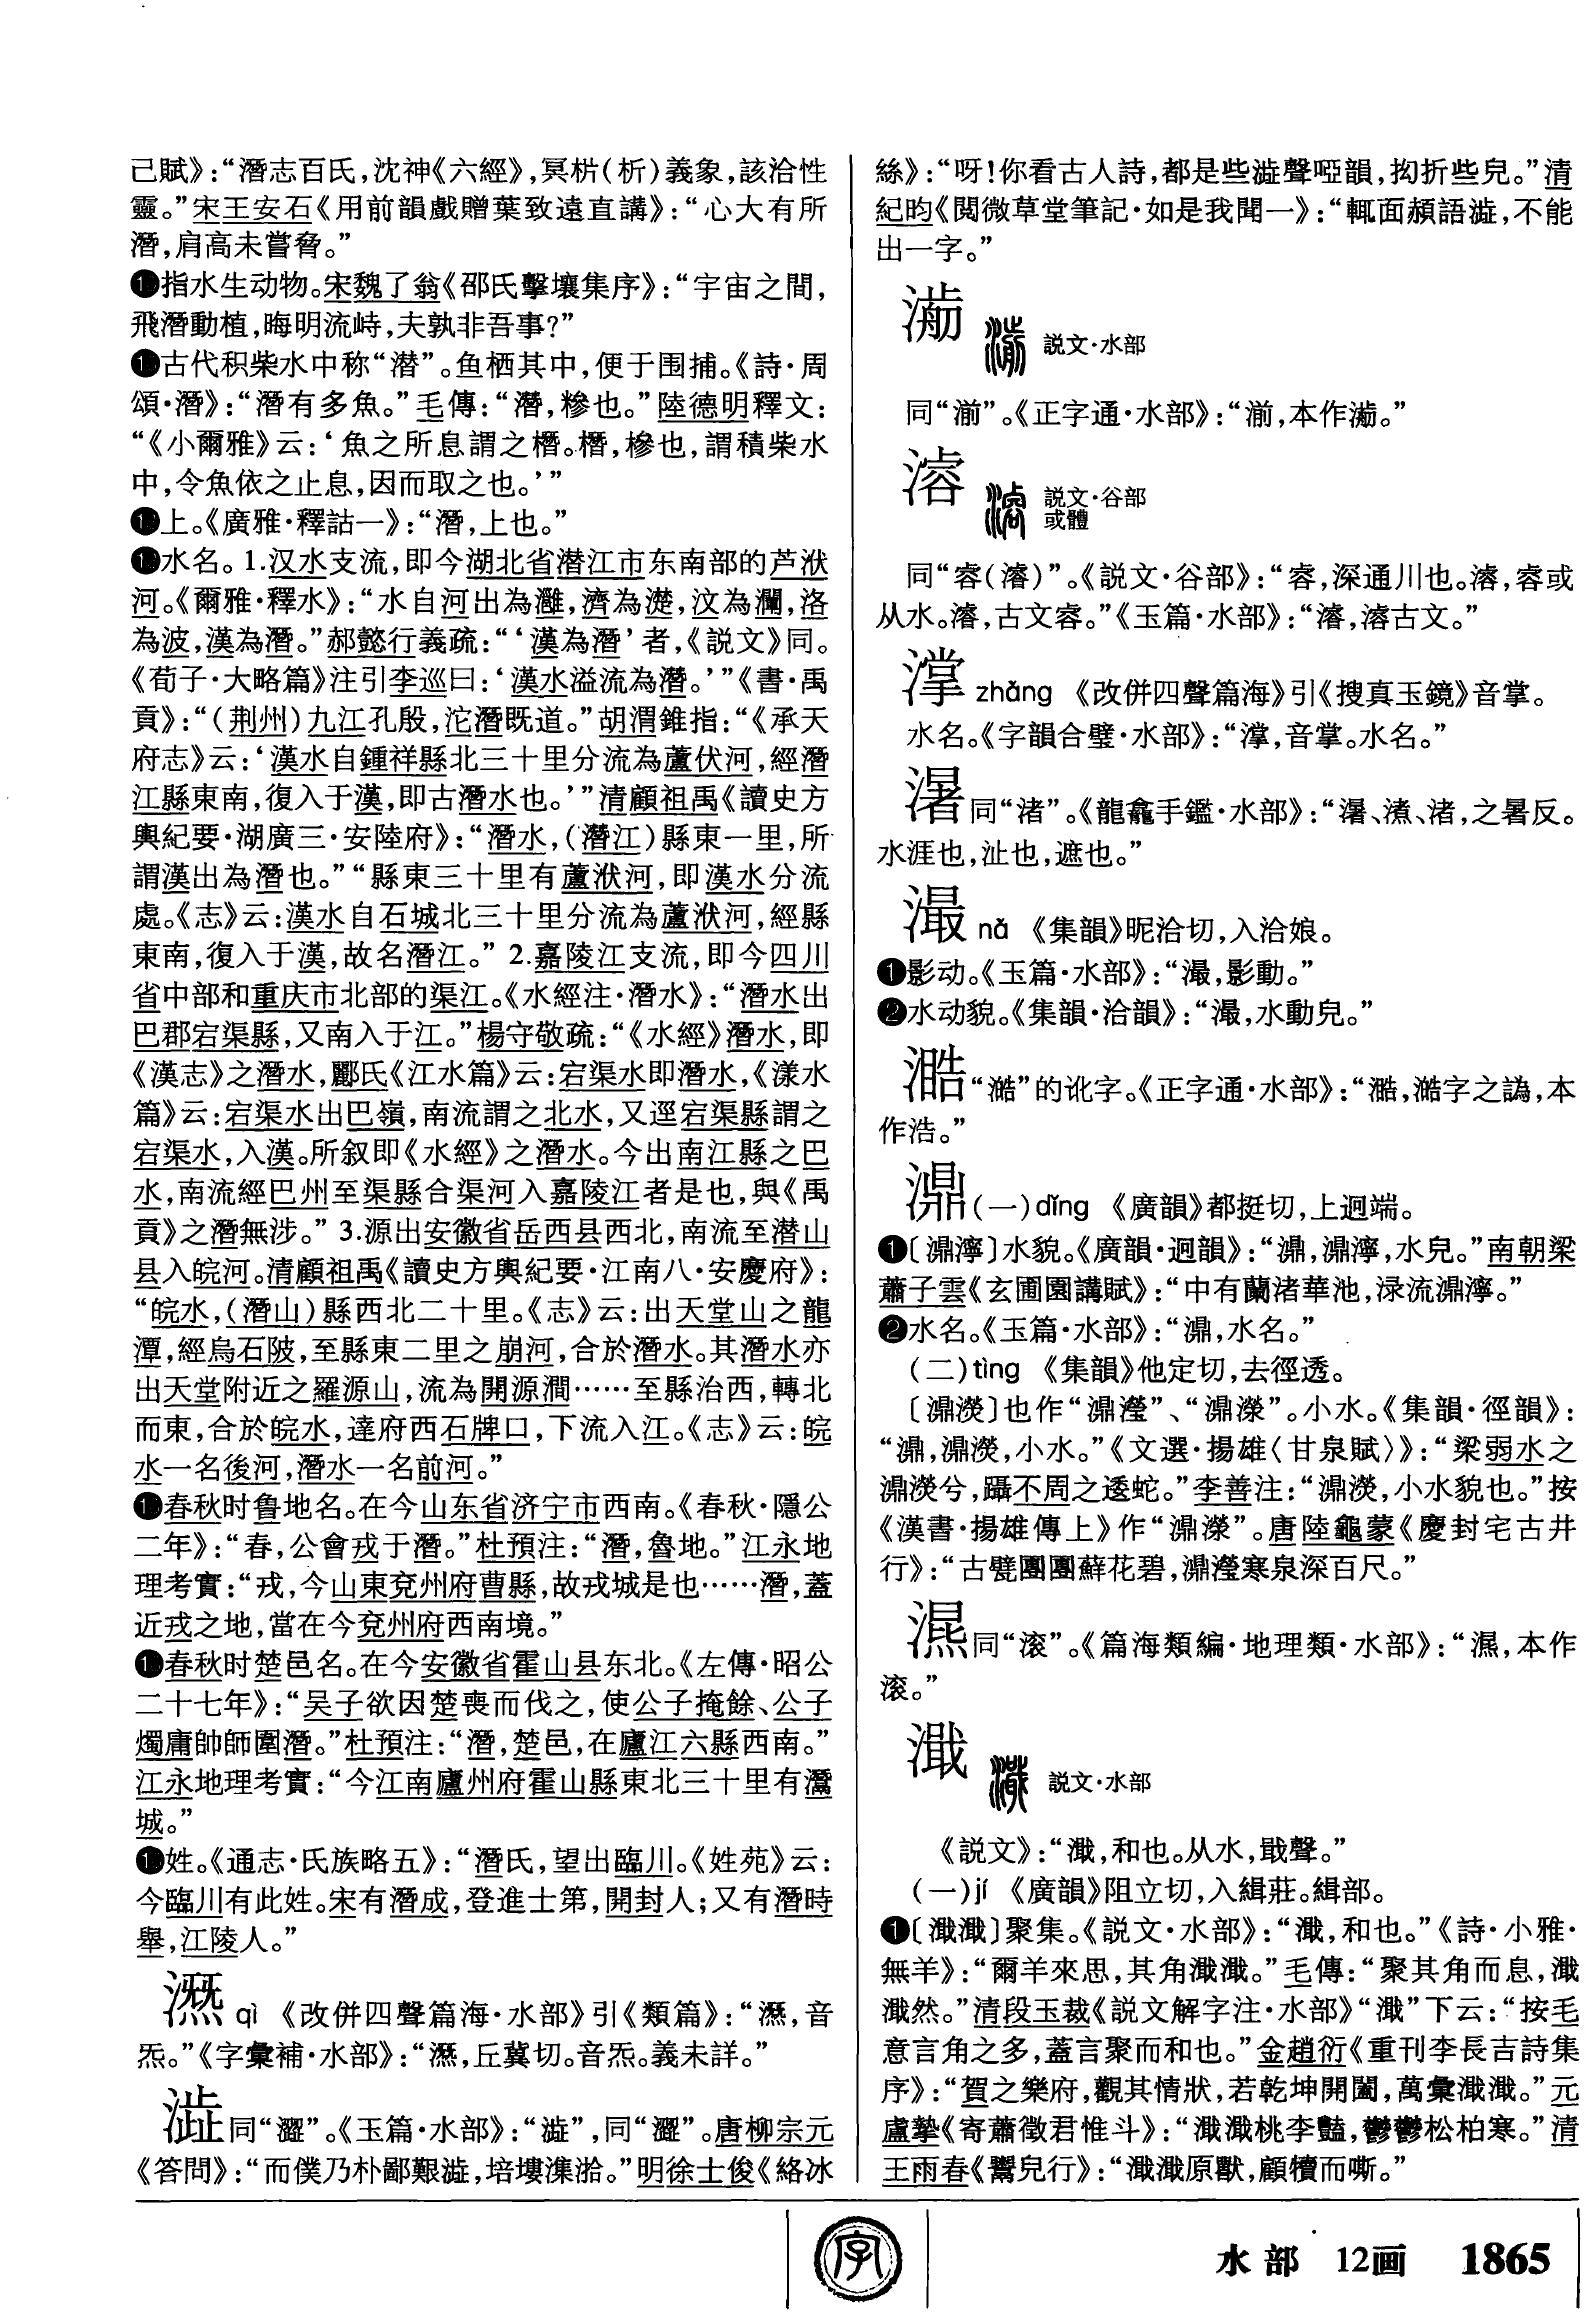 己賦》：“潛志百氏，沈神《六經》，冥枿（析）義象，該洽性
靈。”宋王安石《用前韻戲贈葉致遠直講》：“心大有所
潛，肩高未嘗脅。”
指水生动物。宋魏了翁《邵氏擊壤集序》：“宇宙之間，
飛潛動植，晦明流峙，夫孰非吾事?”
古代积柴水中称“潜”。鱼栖其中，便于围捕。《詩·周
頌·潛》：“潛有多魚。”毛傳：“潛，糝也。”陸德明釋文：
“《小爾雅》云：‘魚之所息謂之橬。橬，槮也，謂積柴水
中，令魚依之止息，因而取之也。’”
上。《廣雅·釋詁一》：“潛，上也。”
水名。1.汉水支流，即今湖北省潜江市东南部的芦洑
河。《爾雅·釋水》：“水自河出為灉，濟為濋，汶為瀾，洛
為波，漢為潛。”郝懿行義疏：“‘漢為潛’者，《説文》同。
《荀子·大略篇》注引李巡曰：‘漢水溢流為潛。’”《書·禹
貢》：“（荆州）九江孔殷，沱潛既道。”胡渭錐指：“《承天
府志》云：‘漢水自鍾祥縣北三十里分流為蘆伏河，經潛
江縣東南，復入于漢，即古潛水也。’”清顧祖禹《讀史方
輿紀要·湖廣三·安陸府》：“潛水，（潛江）縣東一里，所
謂漢出為潛也。”“縣東三十里有蘆洑河，即漢水分流
處。《志》云：漢水自石城北三十里分流為蘆洑河，經縣
東南，復入于漢，故名潛江。” 2.嘉陵江支流，即今四川
省中部和重庆市北部的渠江。《水經注·潛水》：“潛水出
巴郡宕渠縣，又南入于江。”楊守敬疏：“《水經》潛水，即
《漢志》之潛水，酈氏《江水篇》云：宕渠水即潛水，《漾水
篇》云：宕渠水出巴嶺，南流謂之北水，又逕宕渠縣謂之
宕渠水，入漢。所叙即《水經》之潛水。今出南江縣之巴
水，南流經巴州至渠縣合渠河入嘉陵江者是也，與《禹
貢》之潛無涉。” 3.源出安徽省岳西县西北，南流至潜山
县入皖河。清顧祖禹《讀史方輿紀要·江南八·安慶府》：
“皖水，（潛山）縣西北二十里。《志》云：出天堂山之龍
潭，經烏石陂，至縣東二里之崩河，合於潛水。其潛水亦
出天堂附近之羅源山，流為開源澗……至縣治西，轉北
而東，合於皖水，達府西石牌口，下流入江。《志》云：皖
水一名後河，潛水一名前河。”
春秋时鲁地名。在今山东省济宁市西南。《春秋·隱公
二年》：“春，公會戎于潛。”杜預注：“潛，魯地。”江永地
理考實：“戎，今山東兗州府曹縣，故戎城是也……潛，蓋
近戎之地，當在今兗州府西南境。”
春秋时楚邑名。在今安徽省霍山县东北。《左傳·昭公
二十七年》：“吴子欲因楚喪而伐之，使公子掩餘、公子
燭庸帥師圍潛。”杜預注：“潛，楚邑，在廬江六縣西南。”
江永地理考實：“今江南廬州府霍山縣東北三十里有灊
城。”
姓。《通志·氏族略五》：“潛氏，望出臨川。《姓苑》云：
今臨川有此姓。宋有潛成，登進士第，開封人；又有潛時
舉，江陵人。”
qì 《改併四聲篇海·水部》引《類篇》：“，音
炁。”《字彙補·水部》：“，丘冀切。音炁。義未詳。”
澁 同“澀”。《玉篇·水部》：“澁”，同“澀”。唐柳宗元
《答問》：“而僕乃朴鄙艱澁，培塿潗湁。”明徐士俊《絡冰
絲》：“呀！你看古人詩，都是些澁聲啞韻，拗折些兒。”清
紀昀《閱微草堂筆記·如是我聞一》：“輒面頳語澁，不能
出一字。”
説文·水部
同“湔”。《正字通·水部》：“湔，本作。”
濬
説文·谷部
或體
同“睿（濬）”。《説文·谷部》：“睿，深通川也。濬，睿或
从水。濬，古文睿。”《玉篇·水部》：“濬，濬古文。”
zhǎng 《改併四聲篇海》引《搜真玉鏡》音掌。
水名。《字韻合璧·水部》：“，音掌。水名。”
同“渚”。《龍龕手鑑·水部》：“、、渚，之暑反。
水涯也，沚也，遮也。”
nǎ 《集韻》昵洽切，入洽娘。
❶影动。《玉篇·水部》：“，影動。”
❷水动貌。《集韻·洽韻》：“，水動皃。”
“澔”的讹字。《正字通·水部》：“，澔字之譌，本
作浩。”
濎 （一）dǐng 《廣韻》都挺切，上迥端。
❶〔濎濘〕水貌。《廣韻·迥韻》：“濎，濎濘，水皃。”南朝梁
蕭子雲《玄圃園講賦》：“中有蘭渚華池，渌流濎濘。”
❷水名。《玉篇·水部》：“濎，水名。”
（二）tìng 《集韻》他定切，去徑透。
〔濎濙〕也作“濎瀅”、“濎濴”。小水。《集韻·徑韻》：
“濎，濎濙，小水。”《文選·揚雄〈甘泉賦〉》：“梁弱水之
濎濙兮，躡不周之逶蛇。”李善注：“濎濙，小水貌也。”按
《漢書·揚雄傳上》作“濎濴”。唐陸龜蒙《慶封宅古井
行》：“古甓團團蘚花碧，濎瀅寒泉深百尺。”
同“滚”。《篇海類編·地理類·水部》：“，本作
滚。”
濈
説文·水部
《説文》：“濈，和也。从水，戢聲。”
（一）jí 《廣韻》阻立切，入緝莊。緝部。
❶〔濈濈〕聚集。《説文·水部》：“濈，和也。”《詩·小雅·
無羊》：“爾羊來思，其角濈濈。”毛傳：“聚其角而息，濈
濈然。”清段玉裁《説文解字注·水部》“濈”下云：“按毛
意言角之多，蓋言聚而和也。”金趙衍《重刊李長吉詩集
序》：“賀之樂府，觀其情狀，若乾坤開闔，萬彙濈濈。”元
盧摯《寄蕭徵君惟斗》：“濈濈桃李豔，鬱鬱松柏寒。”清
王雨春《鬻兒行》：“濈濈原獸，顧犢而嘶。”
字
水部 12画 1865